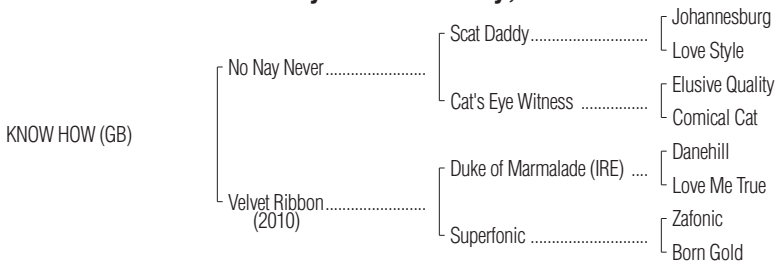 Johannesburg
Scat Daddy
Love Style
No Nay Never
Elusive Quality
Cat's Eye Witness
Comical Cat
KNOW HOW (GB)
Danehill
Duke of Marmalade (IRE)
Love Me True
Velvet Ribbon
(2010)
Zafonic
Superfonic
Born Gold